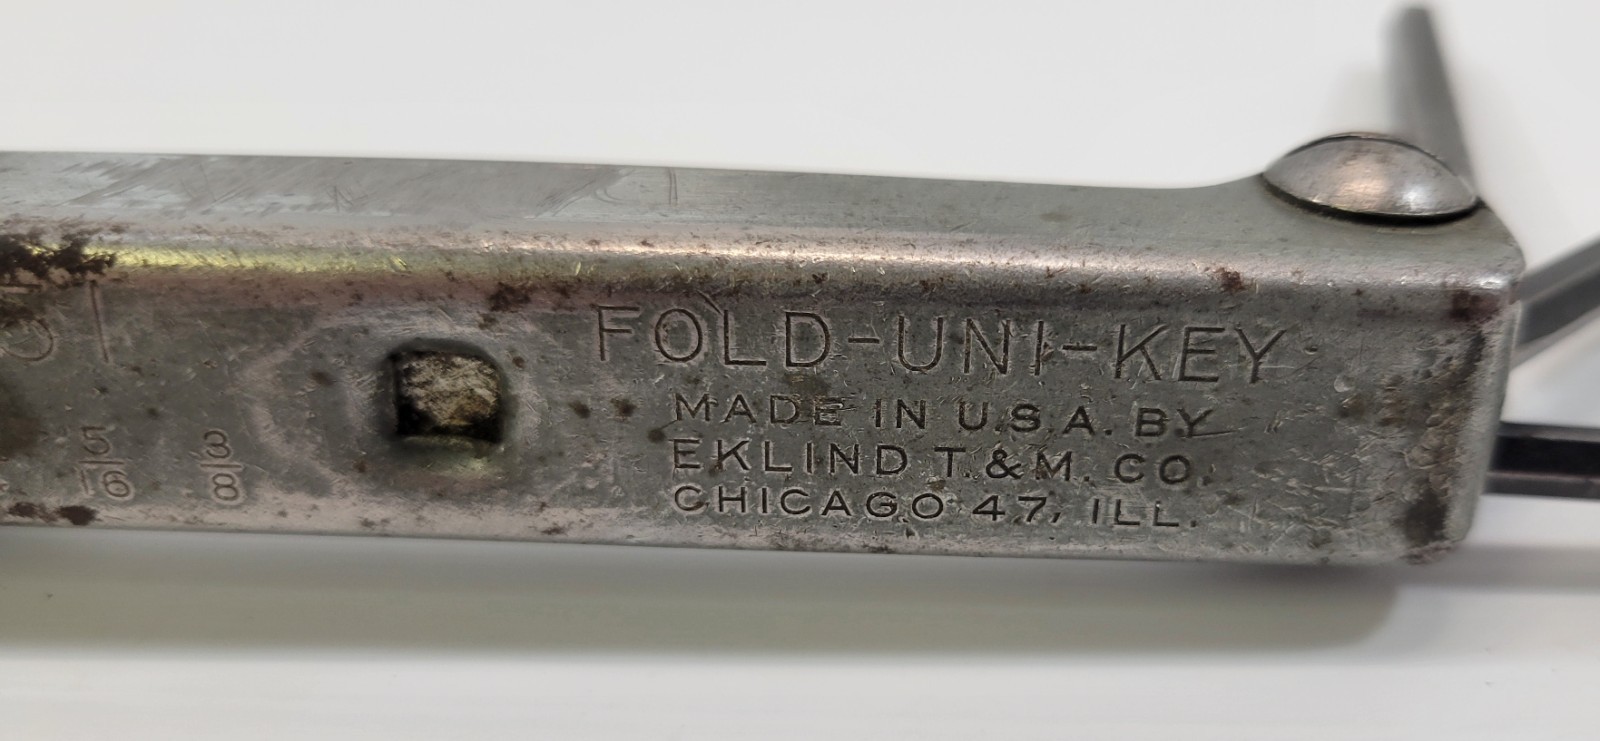 FOLD-UNI-KEY
MADE IN U.S.A. BY
EKLIND T. & M. CO.
CHICAGO 47, ILL.
5/16 3/8